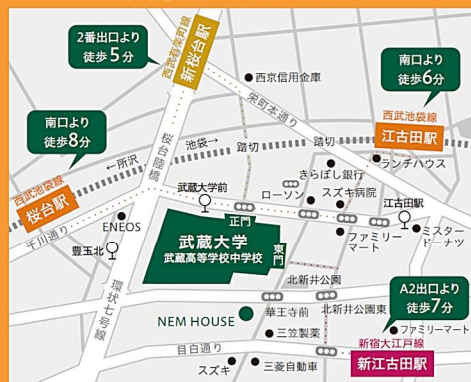 2番出口より
徒歩5分
西武有楽町線
新桜台駅
西京信用金庫
栄町本通り
南口より
徒歩6分
西武池袋線
江古田駅
南口より
徒歩8分
池袋→
←所沢
踏切
踏切
ランチハウス
きらぼし銀行
桜台陸橋
西武池袋線
桜台駅
武蔵大学前
ローソン
スズキ病院
江古田駅
千川通り
ENEOS
豊玉北
正門
武蔵大学
武蔵高等学校中学校
東門
ファミリー
マート
ミスター
ドーナツ
環状七号線
北新井公園
A2出口より
徒歩7分
NEM HOUSE
華王寺前
北新井公園東
ファミリーマート
三笠製薬
目白通り
新宿大江戸線
新江古田駅
スズキ
三菱自動車